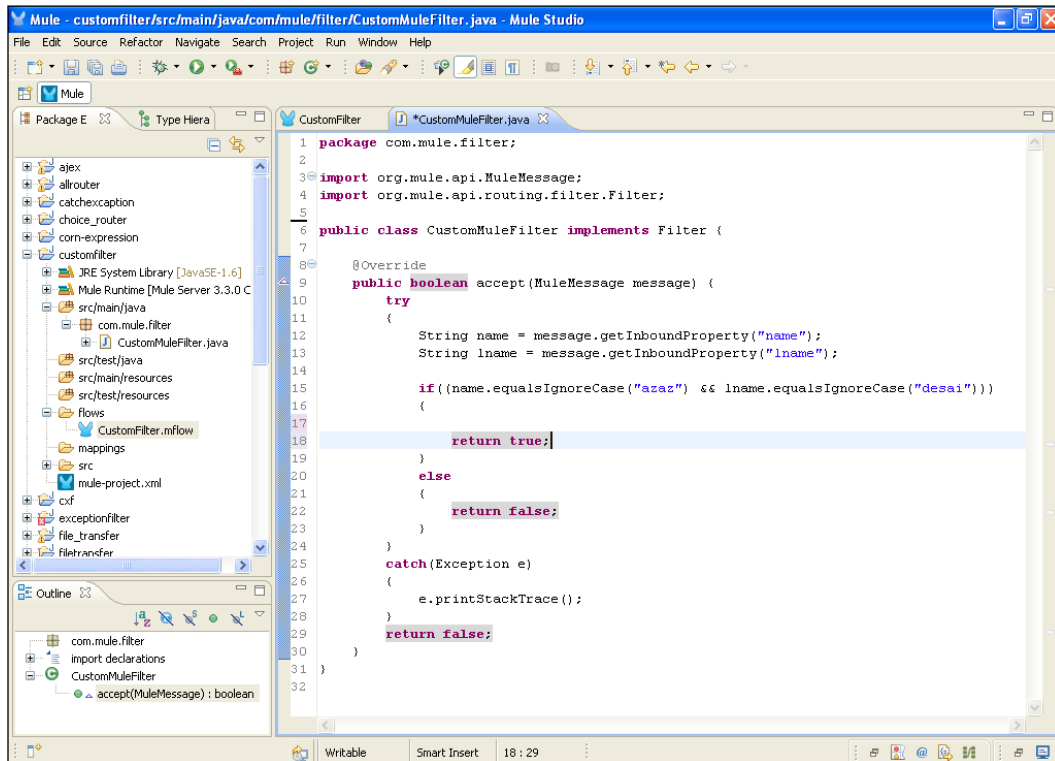 Mule - customfilter/src/main/java/com/mule/filter/CustomMuleFilter.java - Mule Studio
File Edit Source Refactor Navigate Search Project Run Window Help
Mule
Package E Type Hiera
ajex
allrouter
catchexcaption
choice_router
corn-expression
customfilter
JRE System Library [JavaSE-1.6]
Mule Runtime [Mule Server 3.3.0 C
src/main/java
com.mule.filter
CustomMuleFilter.java
src/test/java
src/main/resources
src/test/resources
flows
CustomFilter.mflow
mappings
src
mule-project.xml
cxf
exceptionfilter
file_transfer
filetransfer
Outline
com.mule.filter
import declarations
CustomMuleFilter
accept(MuleMessage) : boolean
CustomFilter *CustomMuleFilter.java
1 package com.mule.filter;
2
3 import org.mule.api.MuleMessage;
4 import org.mule.api.routing.filter.Filter;
5
6 public class CustomMuleFilter implements Filter {
7
8 @Override
9 public boolean accept(MuleMessage message) {
10 try
11 {
12 String name = message.getInboundProperty("name");
13 String lname = message.getInboundProperty("lname");
14
15 if((name.equalsIgnoreCase("azaz") && lname.equalsIgnoreCase("desai")))
16 {
17
18 return true;
19 }
20 else
21 {
22 return false;
23 }
24 }
25 catch(Exception e)
26 {
27 e.printStackTrace();
28 }
29 return false;
30 }
31 }
32
Writable Smart Insert 18 : 29